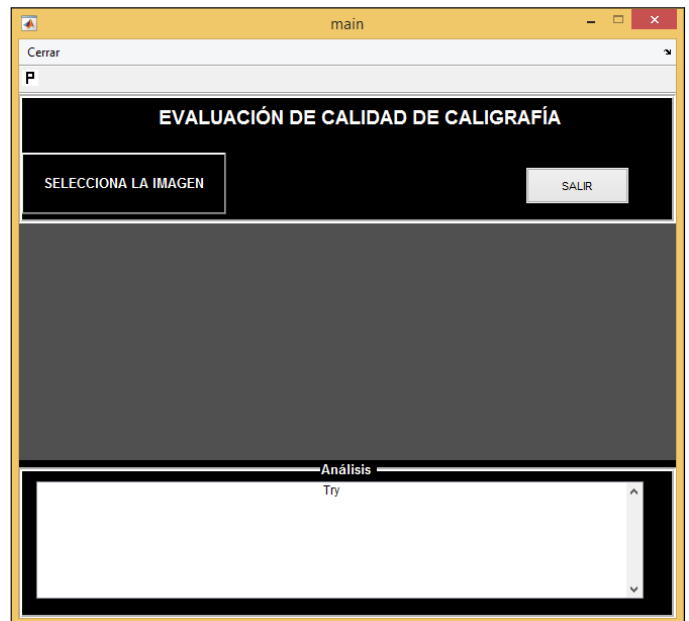 main
Cerrar
P
EVALUACIÓN DE CALIDAD DE CALIGRAFÍA
SELECCIONA LA IMAGEN
SALIR
Análisis
Try